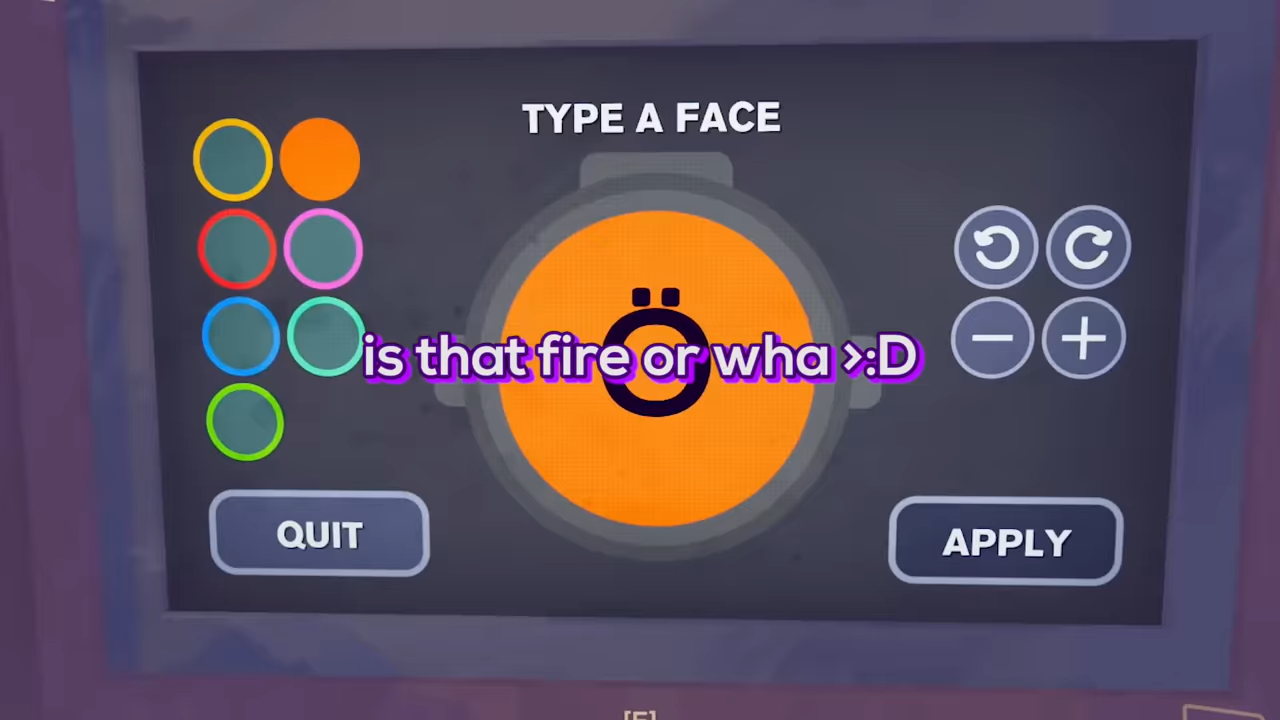 TYPE A FACE
ö
is that fire or wha >:D
QUIT
APPLY
[E]